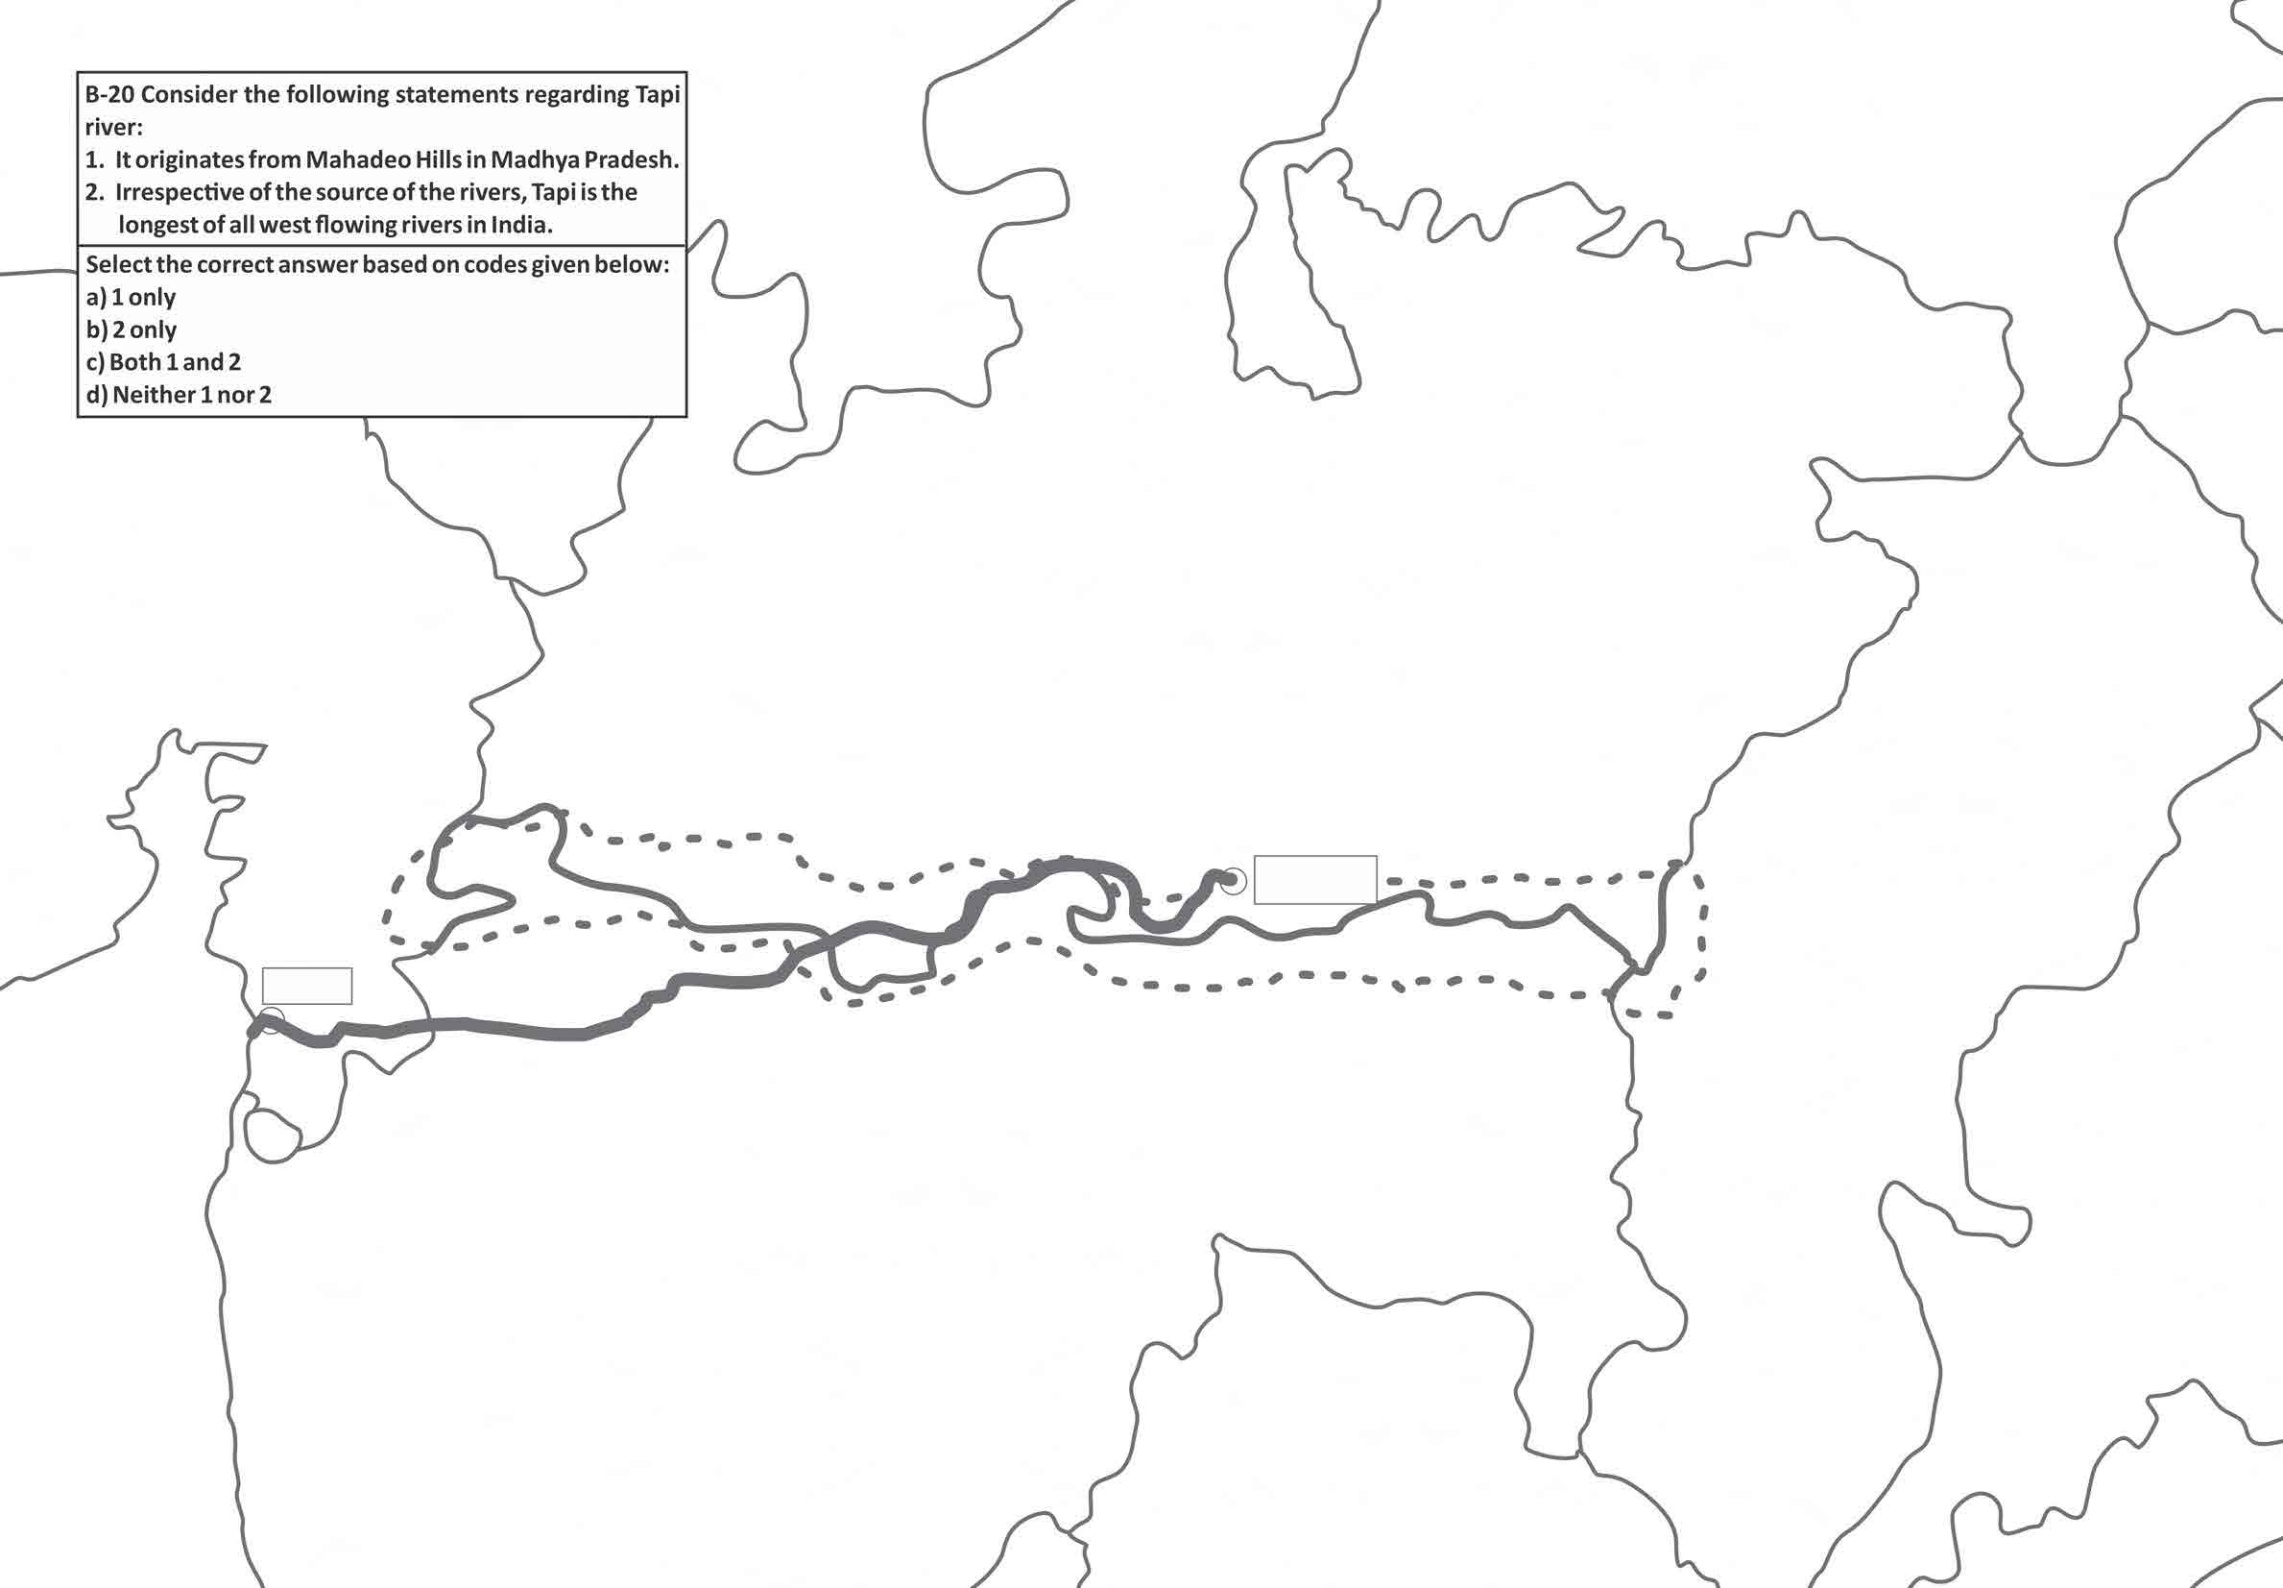 B-20 Consider the following statements regarding Tapi
river:
1. It originates from Mahadeo Hills in Madhya Pradesh.
2. Irrespective of the source of the rivers, Tapi is the
longest of all west flowing rivers in India.
Select the correct answer based on codes given below:
a) 1 only
b) 2 only
c) Both 1 and 2
d) Neither 1 nor 2